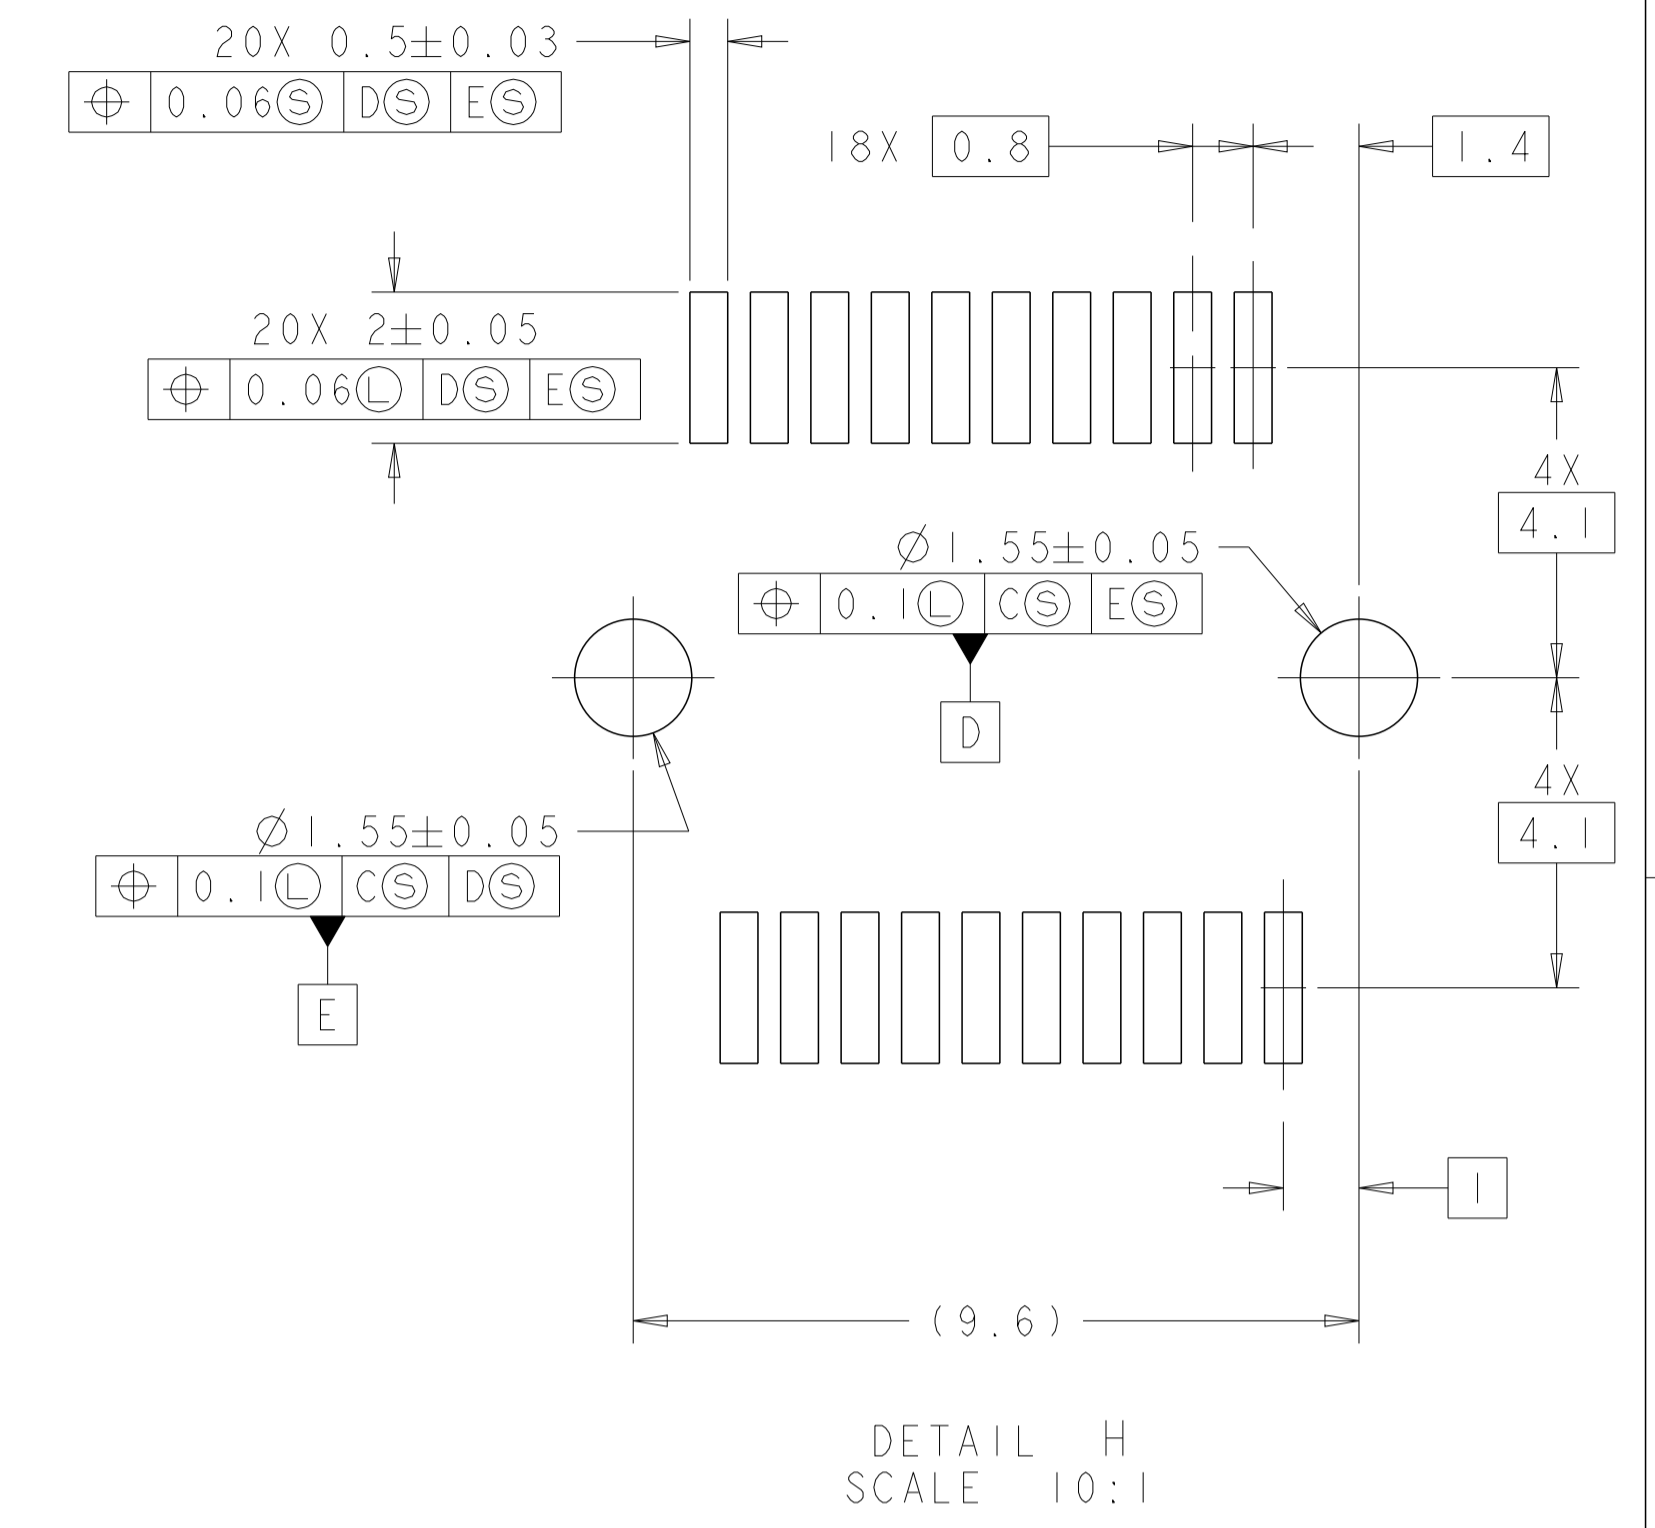 20X 0.5±0.03
⌖ 0.06Ⓢ DⓈ EⓈ
18X 0.8
1.4
20X 2±0.05
⌖ 0.06Ⓛ DⓈ EⓈ
4X
4.1
Ø1.55±0.05
⌖ 0.1Ⓛ CⓈ EⓈ
D
4X
4.1
Ø1.55±0.05
⌖ 0.1Ⓛ CⓈ DⓈ
E
1
(9.6)
DETAIL H
SCALE 10:1